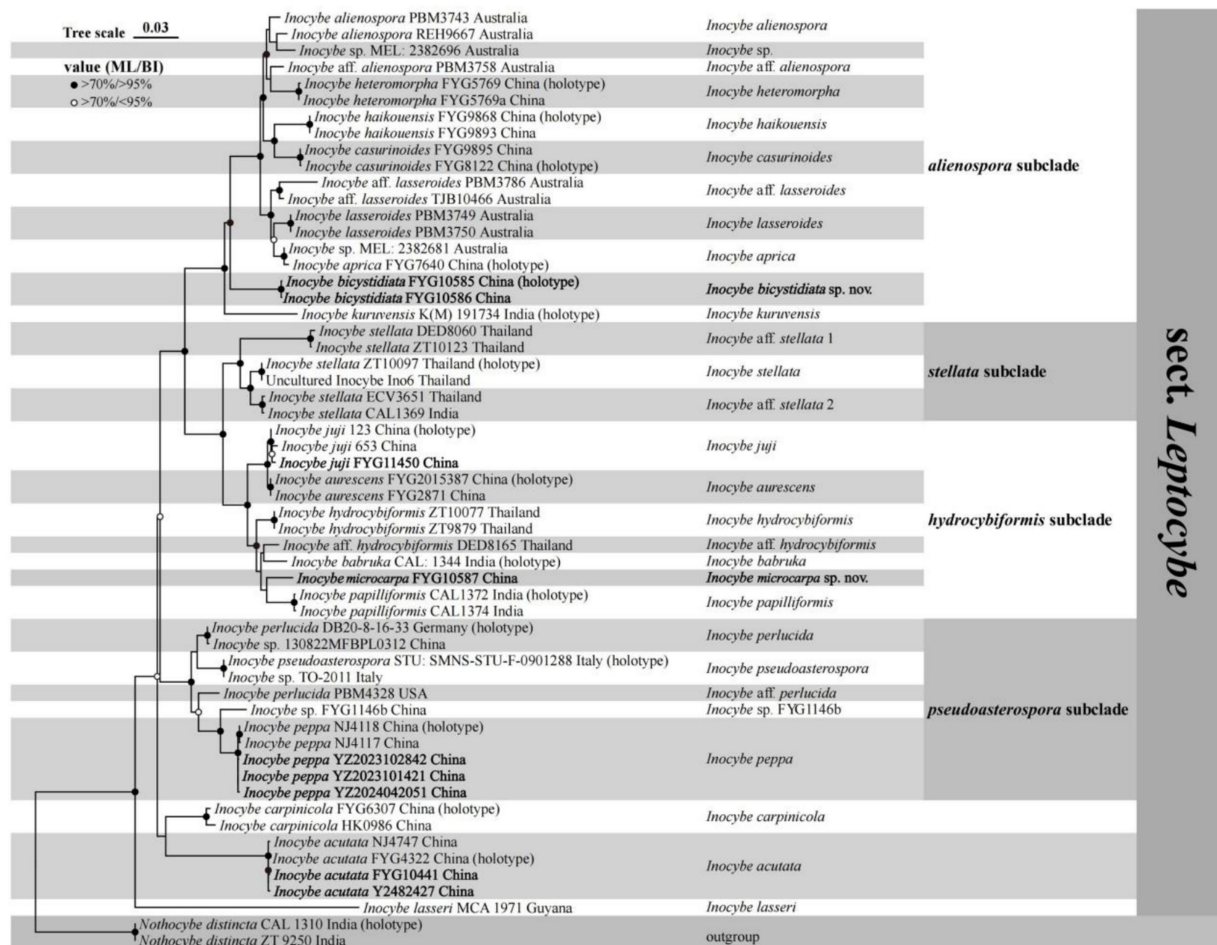 Tree scale 0.03
value (ML/BI)
>70%/>95%
>70%/<95%
Inocybe alienospora PBM3743 Australia
Inocybe alienospora REH9667 Australia
Inocybe alienospora
Inocybe sp. MEL: 2382696 Australia
Inocybe sp.
Inocybe aff. alienospora PBM3758 Australia
Inocybe aff. alienospora
Inocybe heteromorpha FYG5769 China (holotype)
Inocybe heteromorpha FYG5769a China
Inocybe heteromorpha
Inocybe haikouensis FYG9868 China (holotype)
Inocybe haikouensis FYG9893 China
Inocybe haikouensis
Inocybe casurinoides FYG9895 China
Inocybe casurinoides FYG8122 China (holotype)
Inocybe casurinoides
alienospora subclade
Inocybe aff. lasseroides PBM3786 Australia
Inocybe aff. lasseroides TJB10466 Australia
Inocybe aff. lasseroides
Inocybe lasseroides PBM3749 Australia
Inocybe lasseroides PBM3750 Australia
Inocybe lasseroides
Inocybe sp. MEL: 2382681 Australia
Inocybe aprica FYG7640 China (holotype)
Inocybe aprica
Inocybe bicystidiata FYG10585 China (holotype)
Inocybe bicystidiata FYG10586 China
Inocybe bicystidiata sp. nov.
Inocybe kuruvensis K(M) 191734 India (holotype)
Inocybe kuruvensis
Inocybe stellata DED8060 Thailand
Inocybe stellata ZT10123 Thailand
Inocybe aff. stellata 1
Inocybe stellata ZT10097 Thailand (holotype)
Uncultured Inocybe Ino6 Thailand
Inocybe stellata
stellata subclade
Inocybe stellata ECV3651 Thailand
Inocybe stellata CAL1369 India
Inocybe aff. stellata 2
Inocybe juji 123 China (holotype)
Inocybe juji 653 China
Inocybe juji FYG11450 China
Inocybe juji
Inocybe aurescens FYG2015387 China (holotype)
Inocybe aurescens FYG2871 China
Inocybe aurescens
Inocybe hydrocybiformis ZT10077 Thailand
Inocybe hydrocybiformis ZT9879 Thailand
Inocybe hydrocybiformis
hydrocybiformis subclade
Inocybe aff. hydrocybiformis DED8165 Thailand
Inocybe aff. hydrocybiformis
Inocybe babruka CAL: 1344 India (holotype)
Inocybe babruka
Inocybe microcarpa FYG10587 China
Inocybe microcarpa sp. nov.
Inocybe papilliformis CAL1372 India (holotype)
Inocybe papilliformis CAL1374 India
Inocybe papilliformis
Inocybe perlucida DB20-8-16-33 Germany (holotype)
Inocybe sp. 130822MFBPL0312 China
Inocybe perlucida
Inocybe pseudoasterospora STU: SMNS-STU-F-0901288 Italy (holotype)
Inocybe sp. TO-2011 Italy
Inocybe pseudoasterospora
Inocybe perlucida PBM4328 USA
Inocybe aff. perlucida
Inocybe sp. FYG1146b China
Inocybe sp. FYG1146b
pseudoasterospora subclade
Inocybe peppa NJ4118 China (holotype)
Inocybe peppa NJ4117 China
Inocybe peppa YZ2023102842 China
Inocybe peppa YZ2023101421 China
Inocybe peppa YZ2024042051 China
Inocybe peppa
Inocybe carpinicola FYG6307 China (holotype)
Inocybe carpinicola HK0986 China
Inocybe carpinicola
Inocybe acutata NJ4747 China
Inocybe acutata FYG4322 China (holotype)
Inocybe acutata FYG10441 China
Inocybe acutata Y2482427 China
Inocybe acutata
Inocybe lasseri MCA 1971 Guyana
Inocybe lasseri
Nothocybe distincta CAL 1310 India (holotype)
Nothocybe distincta ZT 9250 India
outgroup
sect. Leptocybe